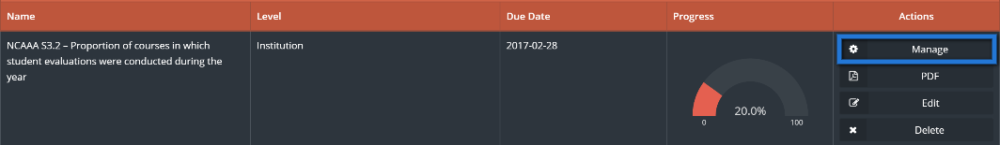 Name Level Due Date Progress Actions
NCAAA S3.2 – Proportion of courses in which Institution 2017-02-28 Manage
student evaluations were conducted during the
year
PDF
20.0% Edit
0 100
Delete